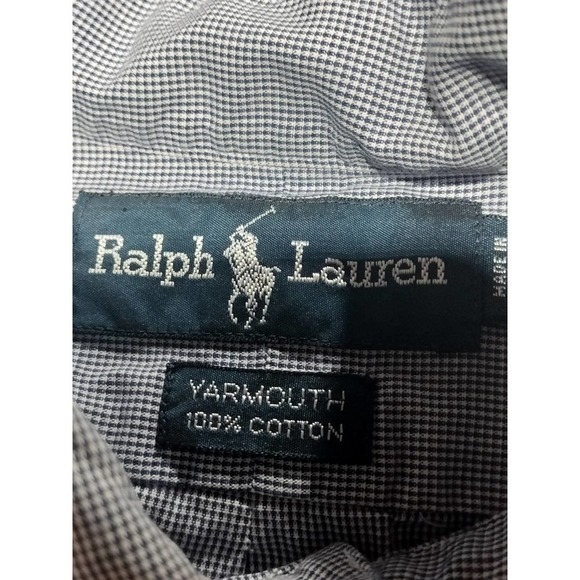 Ralph Lauren
MADE IN
YARMOUTH
100% COTTON